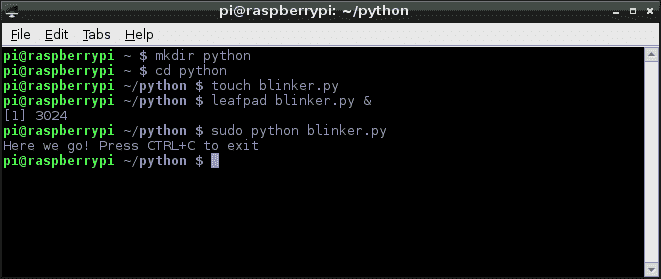 pi@raspberrypi: ~/python
File Edit Tabs Help
pi@raspberrypi ~ $ mkdir python
pi@raspberrypi ~ $ cd python
pi@raspberrypi ~/python $ touch blinker.py
pi@raspberrypi ~/python $ leafpad blinker.py &
[1] 3024
pi@raspberrypi ~/python $ sudo python blinker.py
Here we go! Press CTRL+C to exit
pi@raspberrypi ~/python $